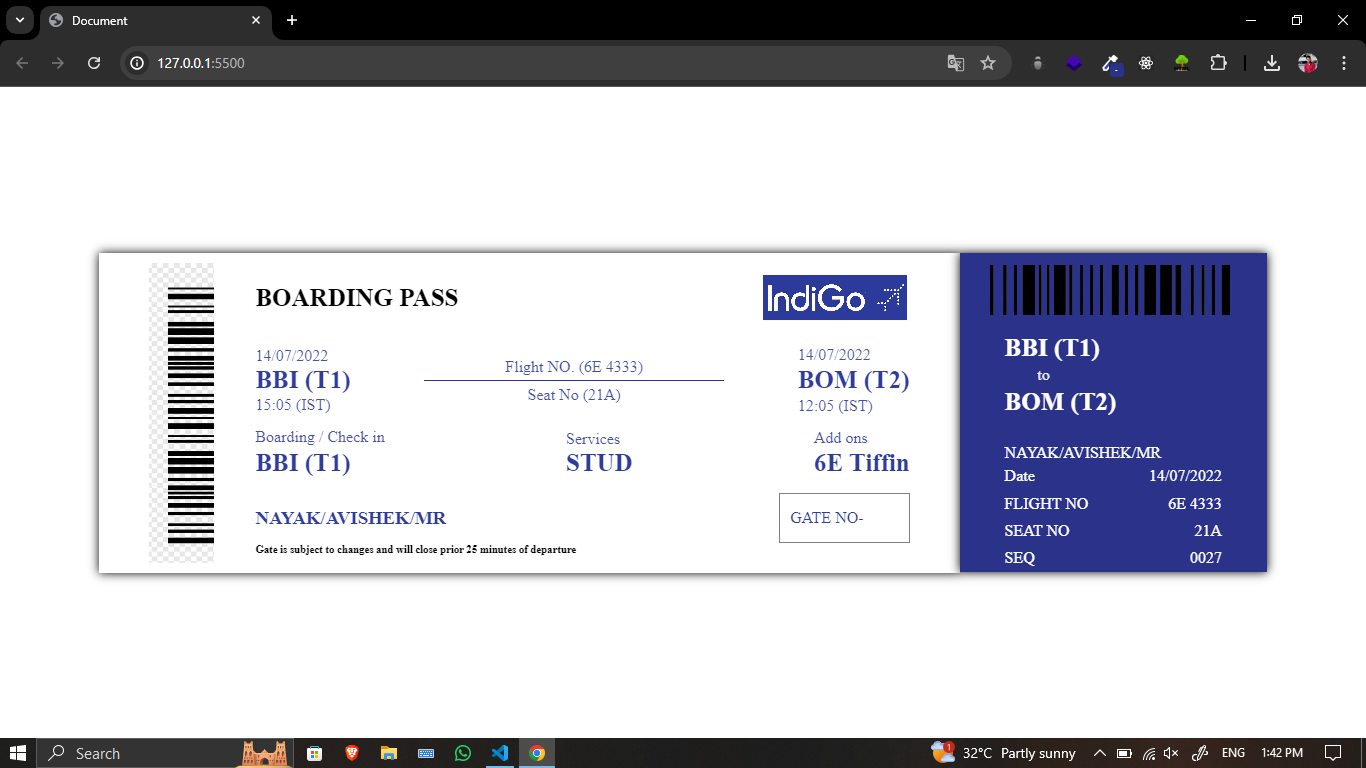 Document
127.0.0.1:5500
BOARDING PASS
IndiGo
14/07/2022
BBI (T1)
15:05 (IST)
Flight NO. (6E 4333)
Seat No (21A)
14/07/2022
BOM (T2)
12:05 (IST)
Boarding / Check in
BBI (T1)
Services
STUD
Add ons
6E Tiffin
NAYAK/AVISHEK/MR
GATE NO-
Gate is subject to changes and will close prior 25 minutes of departure
BBI (T1)
to
BOM (T2)
NAYAK/AVISHEK/MR
Date 14/07/2022
FLIGHT NO 6E 4333
SEAT NO 21A
SEQ 0027
Search
1
32°C Partly sunny
ENG
1:42 PM